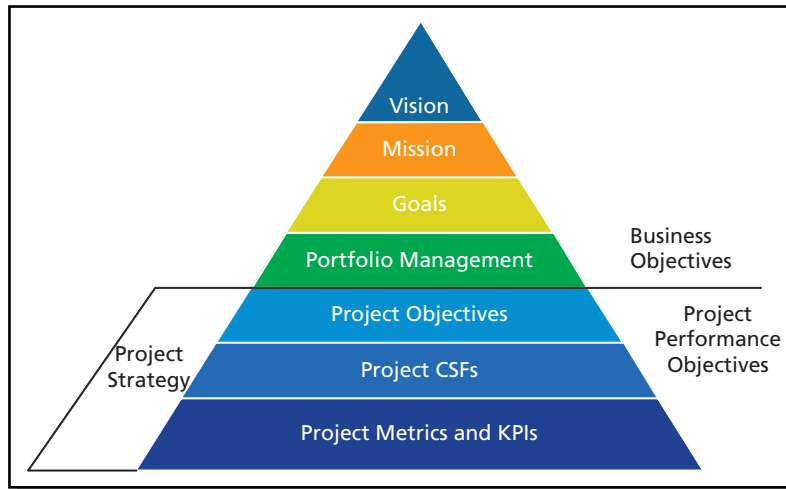 Vision
Mission
Goals
Portfolio Management
Business
Objectives
Project Objectives
Project
Performance
Objectives
Project
Strategy
Project CSFs
Project Metrics and KPIs